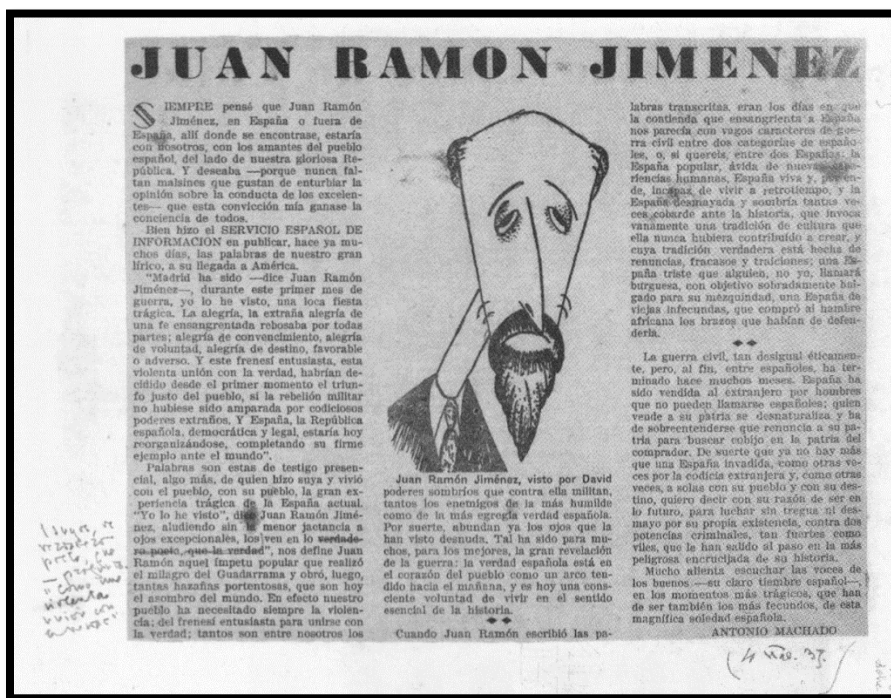 JUAN RAMON JIMENEZ
SIEMPRE pensé que Juan Ramón
Jiménez, en España o fuera de
España, allí donde se encontrase, estaría
con nosotros, con los amantes del pueblo
español, del lado de nuestra gloriosa Re-
pública. Y deseaba —porque nunca fal-
tan malsines que gustan de enturbiar la
opinión sobre la conducta de los excelen-
tes— que esta convicción mía ganase la
conciencia de todos.
Bien hizo el SERVICIO ESPAÑOL DE
INFORMACION en publicar, hace ya mu-
chos días, las palabras de nuestro gran
lírico, a su llegada a América.
"Madrid ha sido —dice Juan Ramón
Jiménez—, durante este primer mes de
guerra, yo lo he visto, una loca fiesta
trágica. La alegría, la extraña alegría de
una fe ensangrentada rebosaba por todas
partes; alegría de convencimiento, alegría
de voluntad, alegría de destino, favorable
o adverso. Y este frenesí entusiasta, esta
violenta unión con la verdad, habrían de-
cidido desde el primer momento el triun-
fo justo del pueblo, si la rebelión militar
no hubiese sido amparada por codiciosos
poderes extraños. Y España, la República
española, democrática y legal, estaría hoy
reorganizándose, completando su firme
ejemplo ante el mundo".
Palabras son estas de testigo presen-
cial, algo más, de quien hizo suya y vivió
con el pueblo, con su pueblo, la gran ex-
periencia trágica de la España actual.
"Yo lo he visto", dice Juan Ramón Jimé-
nez, aludiendo sin la menor jactancia a
ojos excepcionales, los ven en lo verdade-
ro poeta, que la verdad", nos define Juan
Ramón aquel ímpetu popular que realizó
el milagro del Guadarrama y obró, luego,
tantas hazañas portentosas, que son hoy
el asombro del mundo. En efecto nuestro
pueblo ha necesitado siempre la violen-
cia; del frenesí entusiasta para unirse con
la verdad; tantos son entre nosotros los
Juan Ramón Jiménez, visto por David
poderes sombríos que contra ella militan,
tantos los enemigos de la más humilde
como de la más egregia verdad española.
Por suerte, abundan ya los ojos que la
han visto desnuda. Tal ha sido para mu-
chos, para los mejores, la gran revelación
de la guerra: la verdad española está en
el corazón del pueblo como un arco ten-
dido hacia el mañana, y es hoy una cons-
ciente voluntad de vivir en el sentido
esencial de la historia.
Cuando Juan Ramón escribió las pa-
labras transcritas, eran los días en que
la contienda que ensangrienta a España
nos parecía con vagos caracteres de gue-
rra civil entre dos categorías de españo-
les, o, si quereis, entre dos Españas: la
España popular, ávida de nuevas expe-
riencias humanas, España viva y, por en-
de, incapaz de vivir a retrotiempo, y la
España desmayada y sombría tantas ve-
ces cobarde ante la historia, que invoca
vanamente una tradición de cultura que
ella nunca hubiera contribuído a crear, y
cuya tradición verdadera está hecha de
renuncias, fracasos y traiciones; una Es-
paña triste que alguien, no yo, llamará
burguesa, con objetivo sobradamente hol-
gado para su mezquindad, una España de
viejas infecundas, que compró al hambre
africana los brazos que habían de defen-
derla.
La guerra civil, tan desigual éticamen-
te, pero, al fin, entre españoles, ha ter-
minado hace muchos meses. España ha
sido vendida al extranjero por hombres
que no pueden llamarse españoles; quien
vende a su patria se desnaturaliza y ha
de sobreentenderse que renuncia a su pa-
tria para buscar cobijo en la patria del
comprador. De suerte que ya no hay más
que una España invadida, como otras ve-
ces por la codicia extranjera y, como otras
veces, a solas con su pueblo y con su des-
tino, quiero decir con su razón de ser en
lo futuro, para luchar sin tregua ni des-
mayo por su propia existencia, contra dos
potencias criminales, tan fuertes como
viles, que le han salido al paso en la más
peligrosa encrucijada de su historia.
Mucho alienta escuchar las voces de
los buenos —su claro tiembre español—,
en los momentos más trágicos, que han
de ser también los más fecundos, de esta
magnífica soledad española.
ANTONIO MACHADO